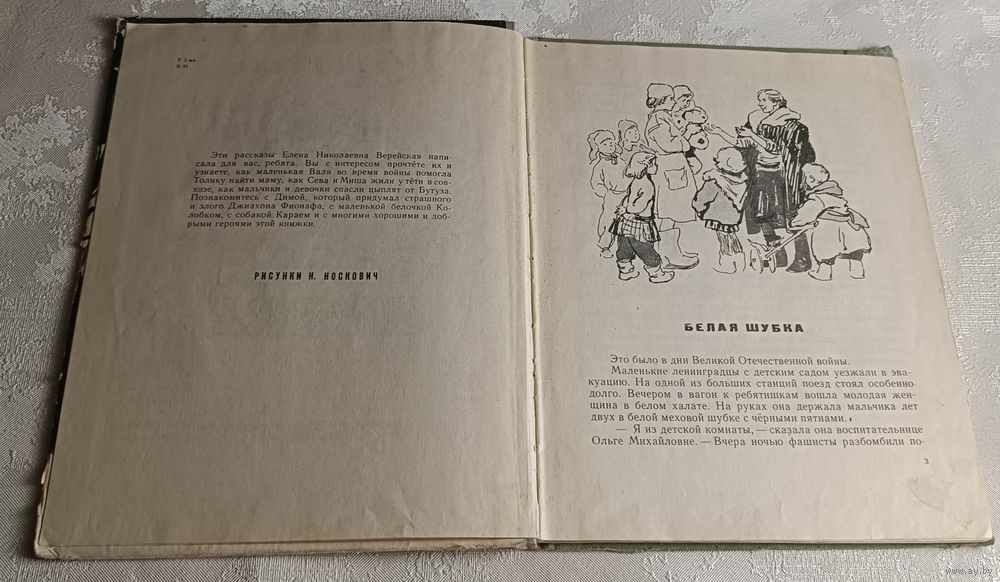 Р 2
В 31
Эти рассказы Елена Николаевна Верейская напи-
сала для вас, ребята. Вы с интересом прочтёте их и
узнаете, как маленькая Валя во время войны помогла
Толику найти маму, как Сева и Миша жили у тёти в сов-
хозе, как мальчики и девочки спасли цыплят от Бутуза.
Познакомитесь с Димой, который придумал страшного
и злого Джиахона Фионафа, с маленькой белочкой Ко-
лобком, с собакой Караем и с многими хорошими и доб-
рыми героями этой книжки.
РИСУНКИ Н. НОСКОВИЧ
БЕЛАЯ ШУБКА
Это было в дни Великой Отечественной войны.
Маленькие ленинградцы с детским садом уезжали в эва-
куацию. На одной из больших станций поезд стоял особенно
долго. Вечером в вагон к ребятишкам вошла молодая жен-
щина в белом халате. На руках она держала мальчика лет
двух в белой меховой шубке с чёрными пятнами.
— Я из детской комнаты, — сказала она воспитательнице
Ольге Михайловне. — Вчера ночью фашисты разбомбили по-
3
www.ay.by